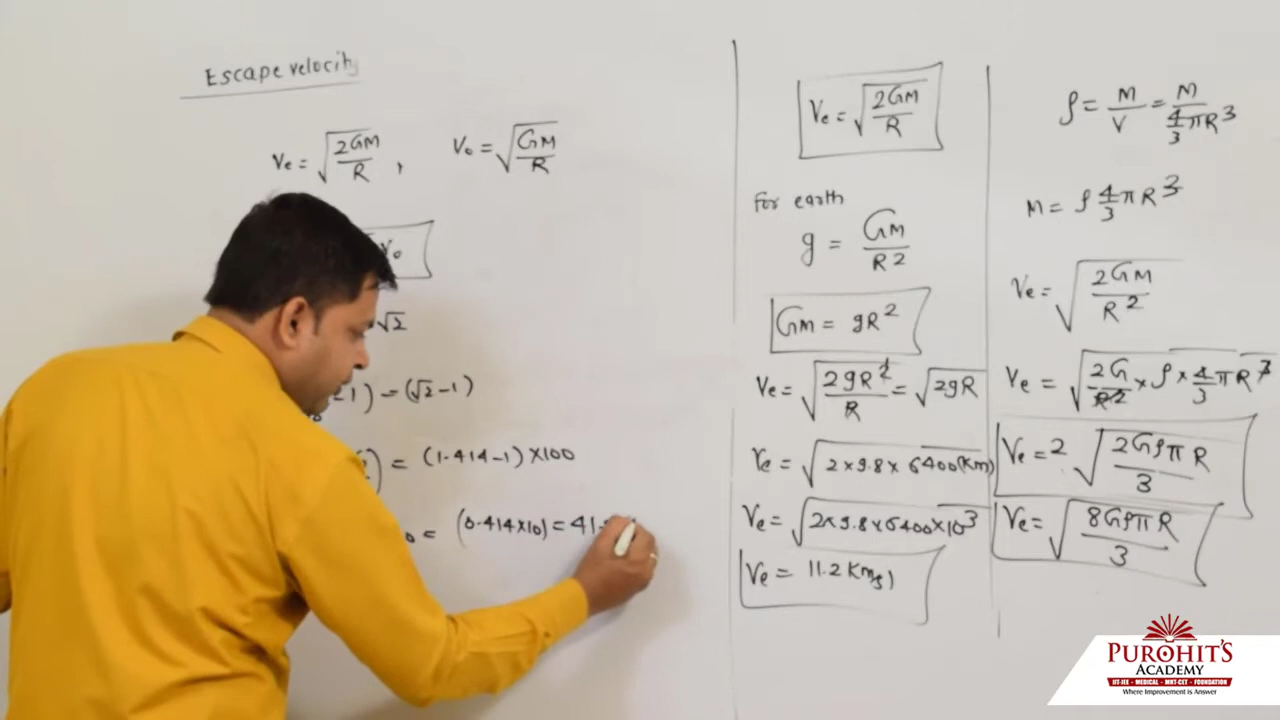 Escape velocity
Ve = √(2GM/R) , Vo = √(GM/R)
Vo
√2
-1) = (√2-1)
) = (1.414-1) ×100
= (0.414×10) = 41
Ve = √(2GM/R)
For earth
g = GM/R²
GM = gR²
Ve = √(2gR²/R) = √2gR
Ve = √2×9.8×6400(Km)
Ve = √2×9.8×6400×10³
Ve = 11.2 Km/s
ρ = M/V = M/(4/3 πR³)
M = ρ 4/3 πR³
Ve = √(2GM/R²)
Ve = √(2G/R² × ρ × 4/3 πR³)
Ve = 2 √(2GρπR/3)
Ve = √(8GρπR/3)
PUROHIT'S
ACADEMY
IIT-JEE - MEDICAL - MHT-CET - FOUNDATION
Where Improvement is Answer